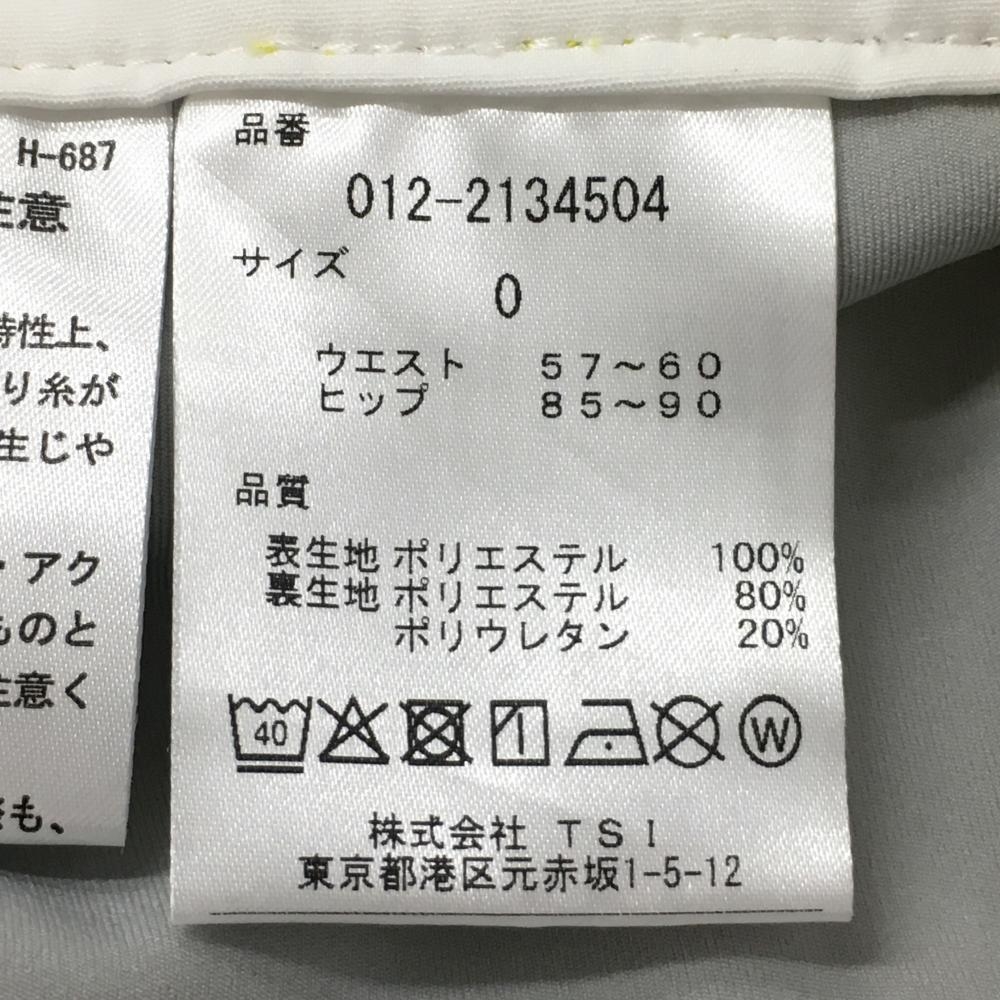 H-687
注意
特性上、
り糸が
生じや
・アク
ものと
注意く
も、
品番
012-2134504
サイズ
0
ウエスト 57～60
ヒップ 85～90
品質
表生地 ポリエステル 100%
裏生地 ポリエステル 80%
ポリウレタン 20%
40
W
株式会社 TSI
東京都港区元赤坂1-5-12